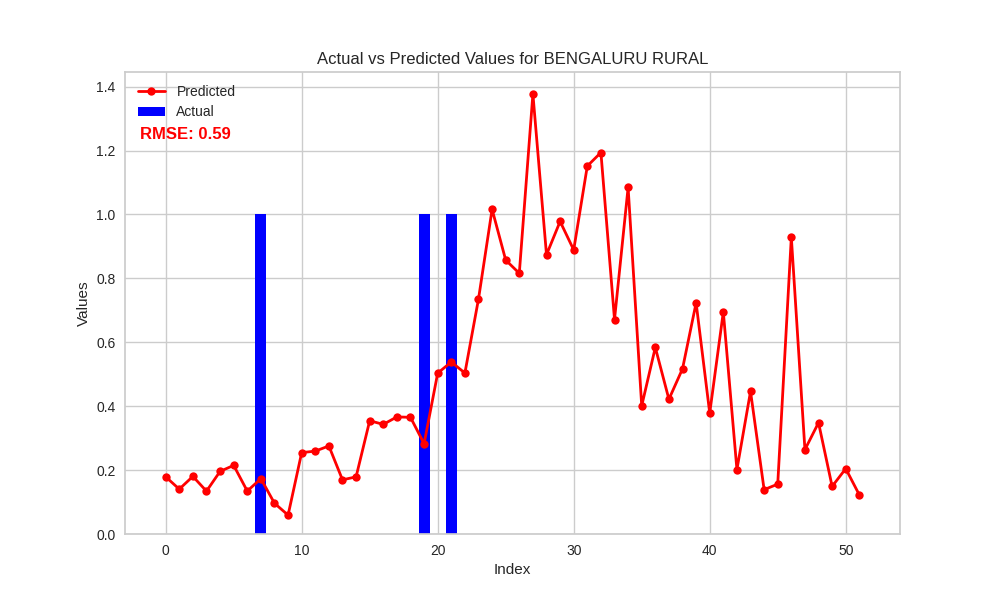 Actual vs Predicted Values for BENGALURU RURAL
Predicted
Actual
RMSE: 0.59
Values
1.4
1.2
1.0
0.8
0.6
0.4
0.2
0.0
0 10 20 30 40 50
Index